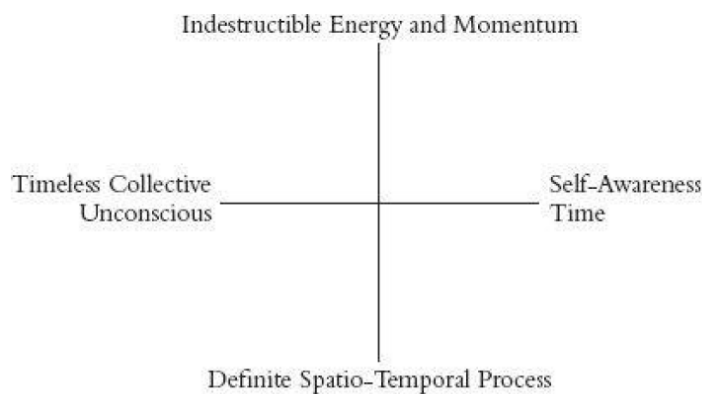 Indestructible Energy and Momentum
Timeless Collective
Unconscious
Self-Awareness
Time
Definite Spatio-Temporal Process